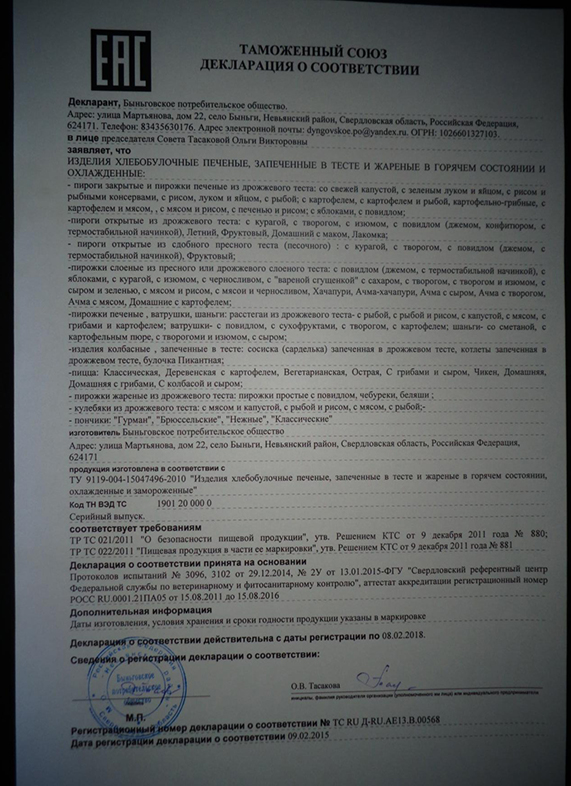 EAC
ТАМОЖЕННЫЙ СОЮЗ
ДЕКЛАРАЦИЯ О СООТВЕТСТВИИ
Декларант, Быньговское потребительское общество.
Адрес: улица Мартьянова, дом 22, село Быньги, Невьянский район, Свердловская область, Российская Федерация,
624171. Телефон: 83435630176. Адрес электронной почты: dyngovskoe.po@yandex.ru. ОГРН: 1026601327103.
в лице председателя Совета Тасаковой Ольги Викторовны
заявляет, что
ИЗДЕЛИЯ ХЛЕБОБУЛОЧНЫЕ ПЕЧЕНЫЕ, ЗАПЕЧЕННЫЕ В ТЕСТЕ И ЖАРЕНЫЕ В ГОРЯЧЕМ СОСТОЯНИИ И
ОХЛАЖДЕННЫЕ:
- пироги закрытые и пирожки печеные из дрожжевого теста: со свежей капустой, с зеленым луком и яйцом, с рисом и
рыбными консервами, с рисом, луком и яйцом, с рыбой; с картофелем, с картофелем и рыбой, картофельно-грибные, с
картофелем и мясом, , с мясом и рисом, с печенью и рисом; с яблоками, с повидлом;
-пироги открытые из дрожжевого теста: - с курагой, с творогом, с изюмом, с повидлом (джемом, конфитюром, с
термостабильной начинкой), Летний, Фруктовый, Домашний с маком, Лакомка;
- пироги открытые из сдобного пресного теста (песочного) : с курагой, с творогом, с повидлом (джемом, с
термостабильной начинкой), Фруктовый;
-пирожки слоеные из пресного или дрожжевого слоеного теста: с повидлом (джемом, с термостабильной начинкой), с
яблоками, с курагой, с изюмом, с черносливом, с "вареной сгущенкой" с сахаром, с творогом, с творогом и изюмом, с
сыром и зеленью, с мясом и рисом, с мясом и черносливом, Хачапури, Ачма-хачапури, Ачма с сыром, Ачма с творогом,
Ачма с мясом, Домашние с картофелем;
-пирожки печеные , ватрушки, шаньги: расстегаи из дрожжевого теста- с рыбой, с рыбой и рисом, с капустой, с мясом, с
грибами и картофелем; ватрушки- с повидлом, с сухофруктами, с творогом, с картофелем; шаньги- со сметаной, с
картофельным пюре, с творогоми и изюмом, с сыром;
-изделия колбасные , запеченные в тесте: сосиска (сарделька) запеченная в дрожжевом тесте, котлеты запеченная в
дрожжевом тесте, булочка Пикантная;
-пицца: Классическая, Деревенская с картофелем, Вегетарианская, Острая, С грибами и сыром, Чикен, Домашняя,
Домашняя с грибами, С колбасой и сыром;
- пирожки жареные из дрожжевого теста: пирожки простые с повидлом, чебуреки, беляши ;
- кулебяки из дрожжевого теста: с мясом и капустой, с рыбой и рисом, с мясом, с рыбой;-
- пончики: "Гурман", "Брюссельские", "Нежные", "Классические"
изготовитель Быньговское потребительское общество
Адрес: улица Мартьянова, дом 22, село Быньги, Невьянский район, Свердловская область, Российская Федерация,
624171
продукция изготовлена в соответствии с
ТУ 9119-004-15047496-2010 "Изделия хлебобулочные печеные, запеченные в тесте и жареные в горячем состоянии,
охлажденные и замороженные"
Код ТН ВЭД ТС 1901 20 000 0
Серийный выпуск.
соответствует требованиям
ТР ТС 021/2011 "О безопасности пищевой продукции", утв. Решением КТС от 9 декабря 2011 года № 880;
ТР ТС 022/2011 "Пищевая продукция в части ее маркировки", утв. Решением КТС от 9 декабря 2011 года № 881
Декларация о соответствии принята на основании
Протоколов испытаний № 3096, 3102 от 29.12.2014, № 2У от 13.01.2015-ФГУ "Свердловский референтный центр
Федеральной службы по ветеринарному и фитосанитарному контролю", аттестат аккредитации регистрационный номер
РОСС RU.0001.21ПА05 от 15.08.2011 до 15.08.2016
Дополнительная информация
Даты изготовления, условия хранения и сроки годности продукции указаны в маркировке
Декларация о соответствии действительна с даты регистрации по 08.02.2018.
Сведения о регистрации декларации о соответствии:
Быньговское
потребительское
общество
М.П.
О.В. Тасакова
инициалы, фамилия руководителя организации (уполномоченного им лица) или индивидуального предпринимателя
Регистрационный номер декларации о соответствии № ТС RU Д-RU.АЕ13.В.00568
Дата регистрации декларации о соответствии 09.02.2015